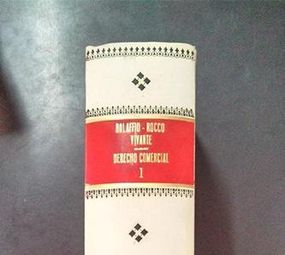 BOLAFFIO - ROCCO
VIVANTE
DERECHO COMERCIAL
1